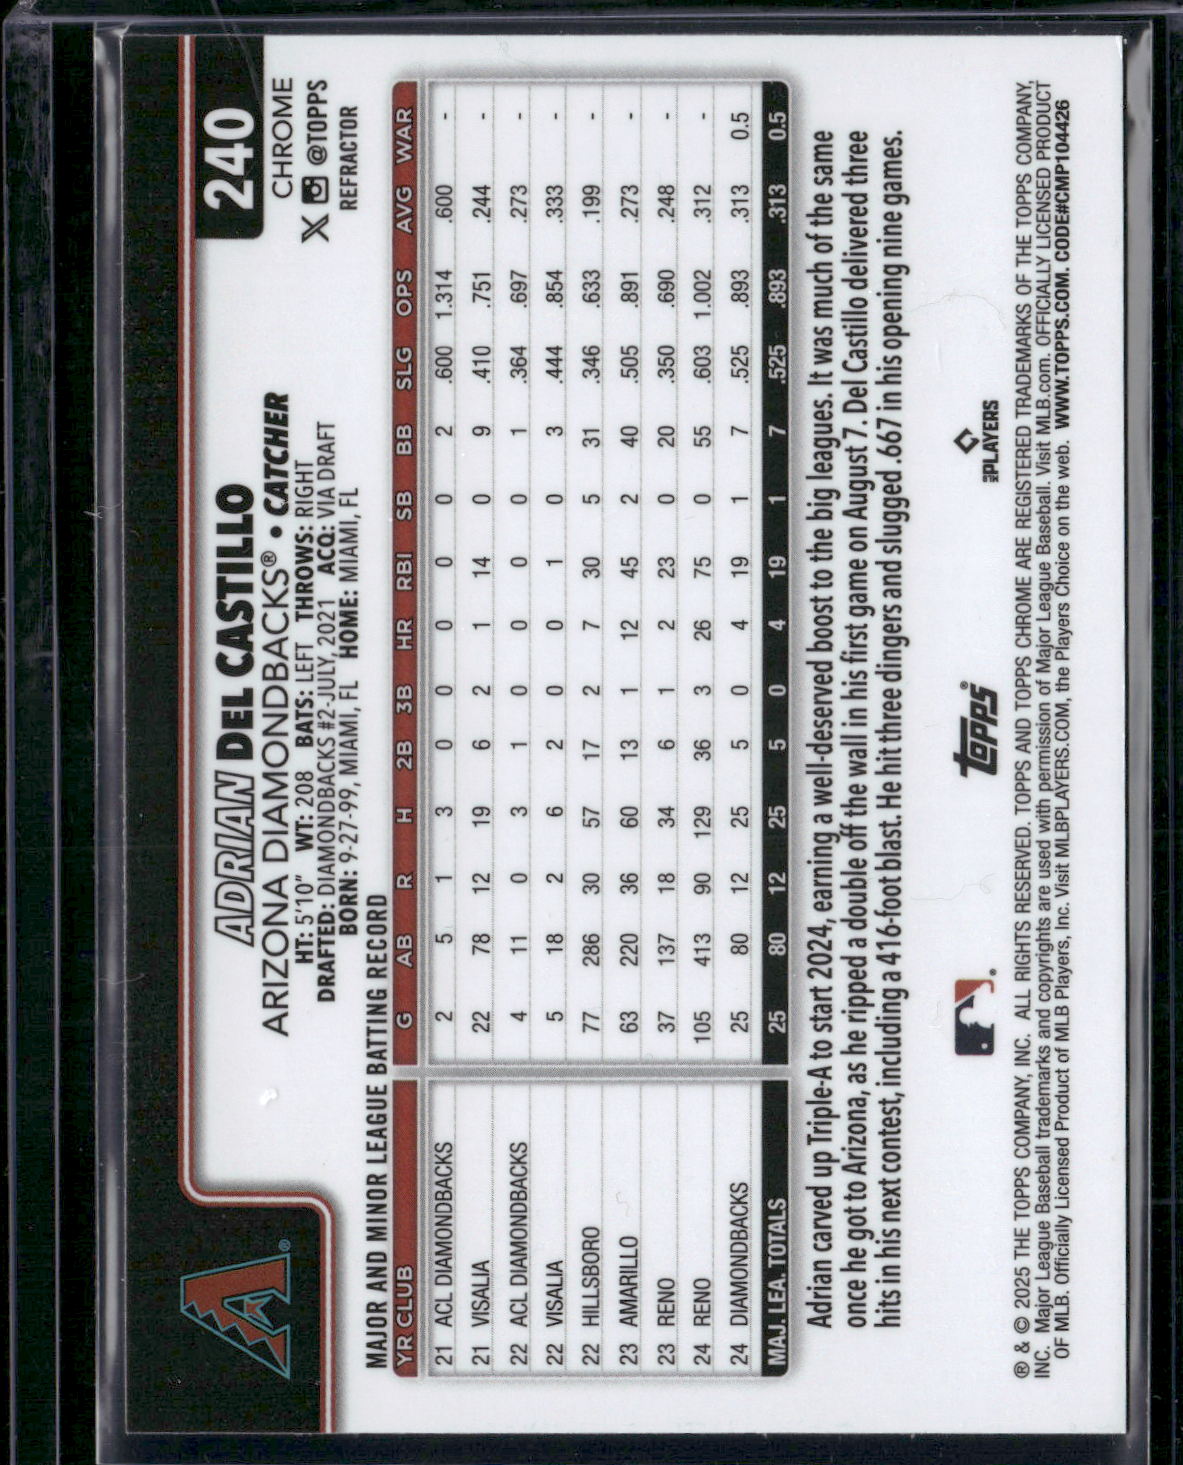 240
CHROME
@TOPPS
REFRACTOR
ADRIAN DEL CASTILLO
ARIZONA DIAMONDBACKS® • CATCHER
HT: 5'10" WT: 208 BATS: LEFT THROWS: RIGHT
DRAFTED: DIAMONDBACKS #2-JULY, 2021 ACQ: VIA DRAFT
BORN: 9-27-99, MIAMI, FL HOME: MIAMI, FL
MAJOR AND MINOR LEAGUE BATTING RECORD
YR CLUB G AB R H 2B 3B HR RBI SB BB SLG OPS AVG WAR
21 ACL DIAMONDBACKS 2 5 1 3 0 0 0 0 0 2 .600 1.314 .600 -
21 VISALIA 22 78 12 19 6 2 1 14 0 9 .410 .751 .244 -
22 ACL DIAMONDBACKS 4 11 0 3 1 0 0 0 0 1 .364 .697 .273 -
22 VISALIA 5 18 2 6 2 0 0 1 0 3 .444 .854 .333 -
22 HILLSBORO 77 286 30 57 17 2 7 30 5 31 .346 .633 .199 -
23 AMARILLO 63 220 36 60 13 1 12 45 2 40 .505 .891 .273 -
23 RENO 37 137 18 34 6 1 2 23 0 20 .350 .690 .248 -
24 RENO 105 413 90 129 36 3 26 75 0 55 .603 1.002 .312 -
24 DIAMONDBACKS 25 80 12 25 5 0 4 19 1 7 .525 .893 .313 0.5
MAJ. LEA. TOTALS 25 80 12 25 5 0 4 19 1 7 .525 .893 .313 0.5
Adrian carved up Triple-A to start 2024, earning a well-deserved boost to the big leagues. It was much of the same
once he got to Arizona, as he ripped a double off the wall in his first game on August 7. Del Castillo delivered three
hits in his next contest, including a 416-foot blast. He hit three dingers and slugged .667 in his opening nine games.
®
topps®
MLBPLAYERS
® & © 2025 THE TOPPS COMPANY, INC. ALL RIGHTS RESERVED. TOPPS AND TOPPS CHROME ARE REGISTERED TRADEMARKS OF THE TOPPS COMPANY,
INC. Major League Baseball trademarks and copyrights are used with permission of Major League Baseball. Visit MLB.com. OFFICIALLY LICENSED PRODUCT
OF MLB. Officially Licensed Product of MLB Players, Inc. Visit MLBPLAYERS.COM, the Players Choice on the web. WWW.TOPPS.COM. CODE#CMP104426